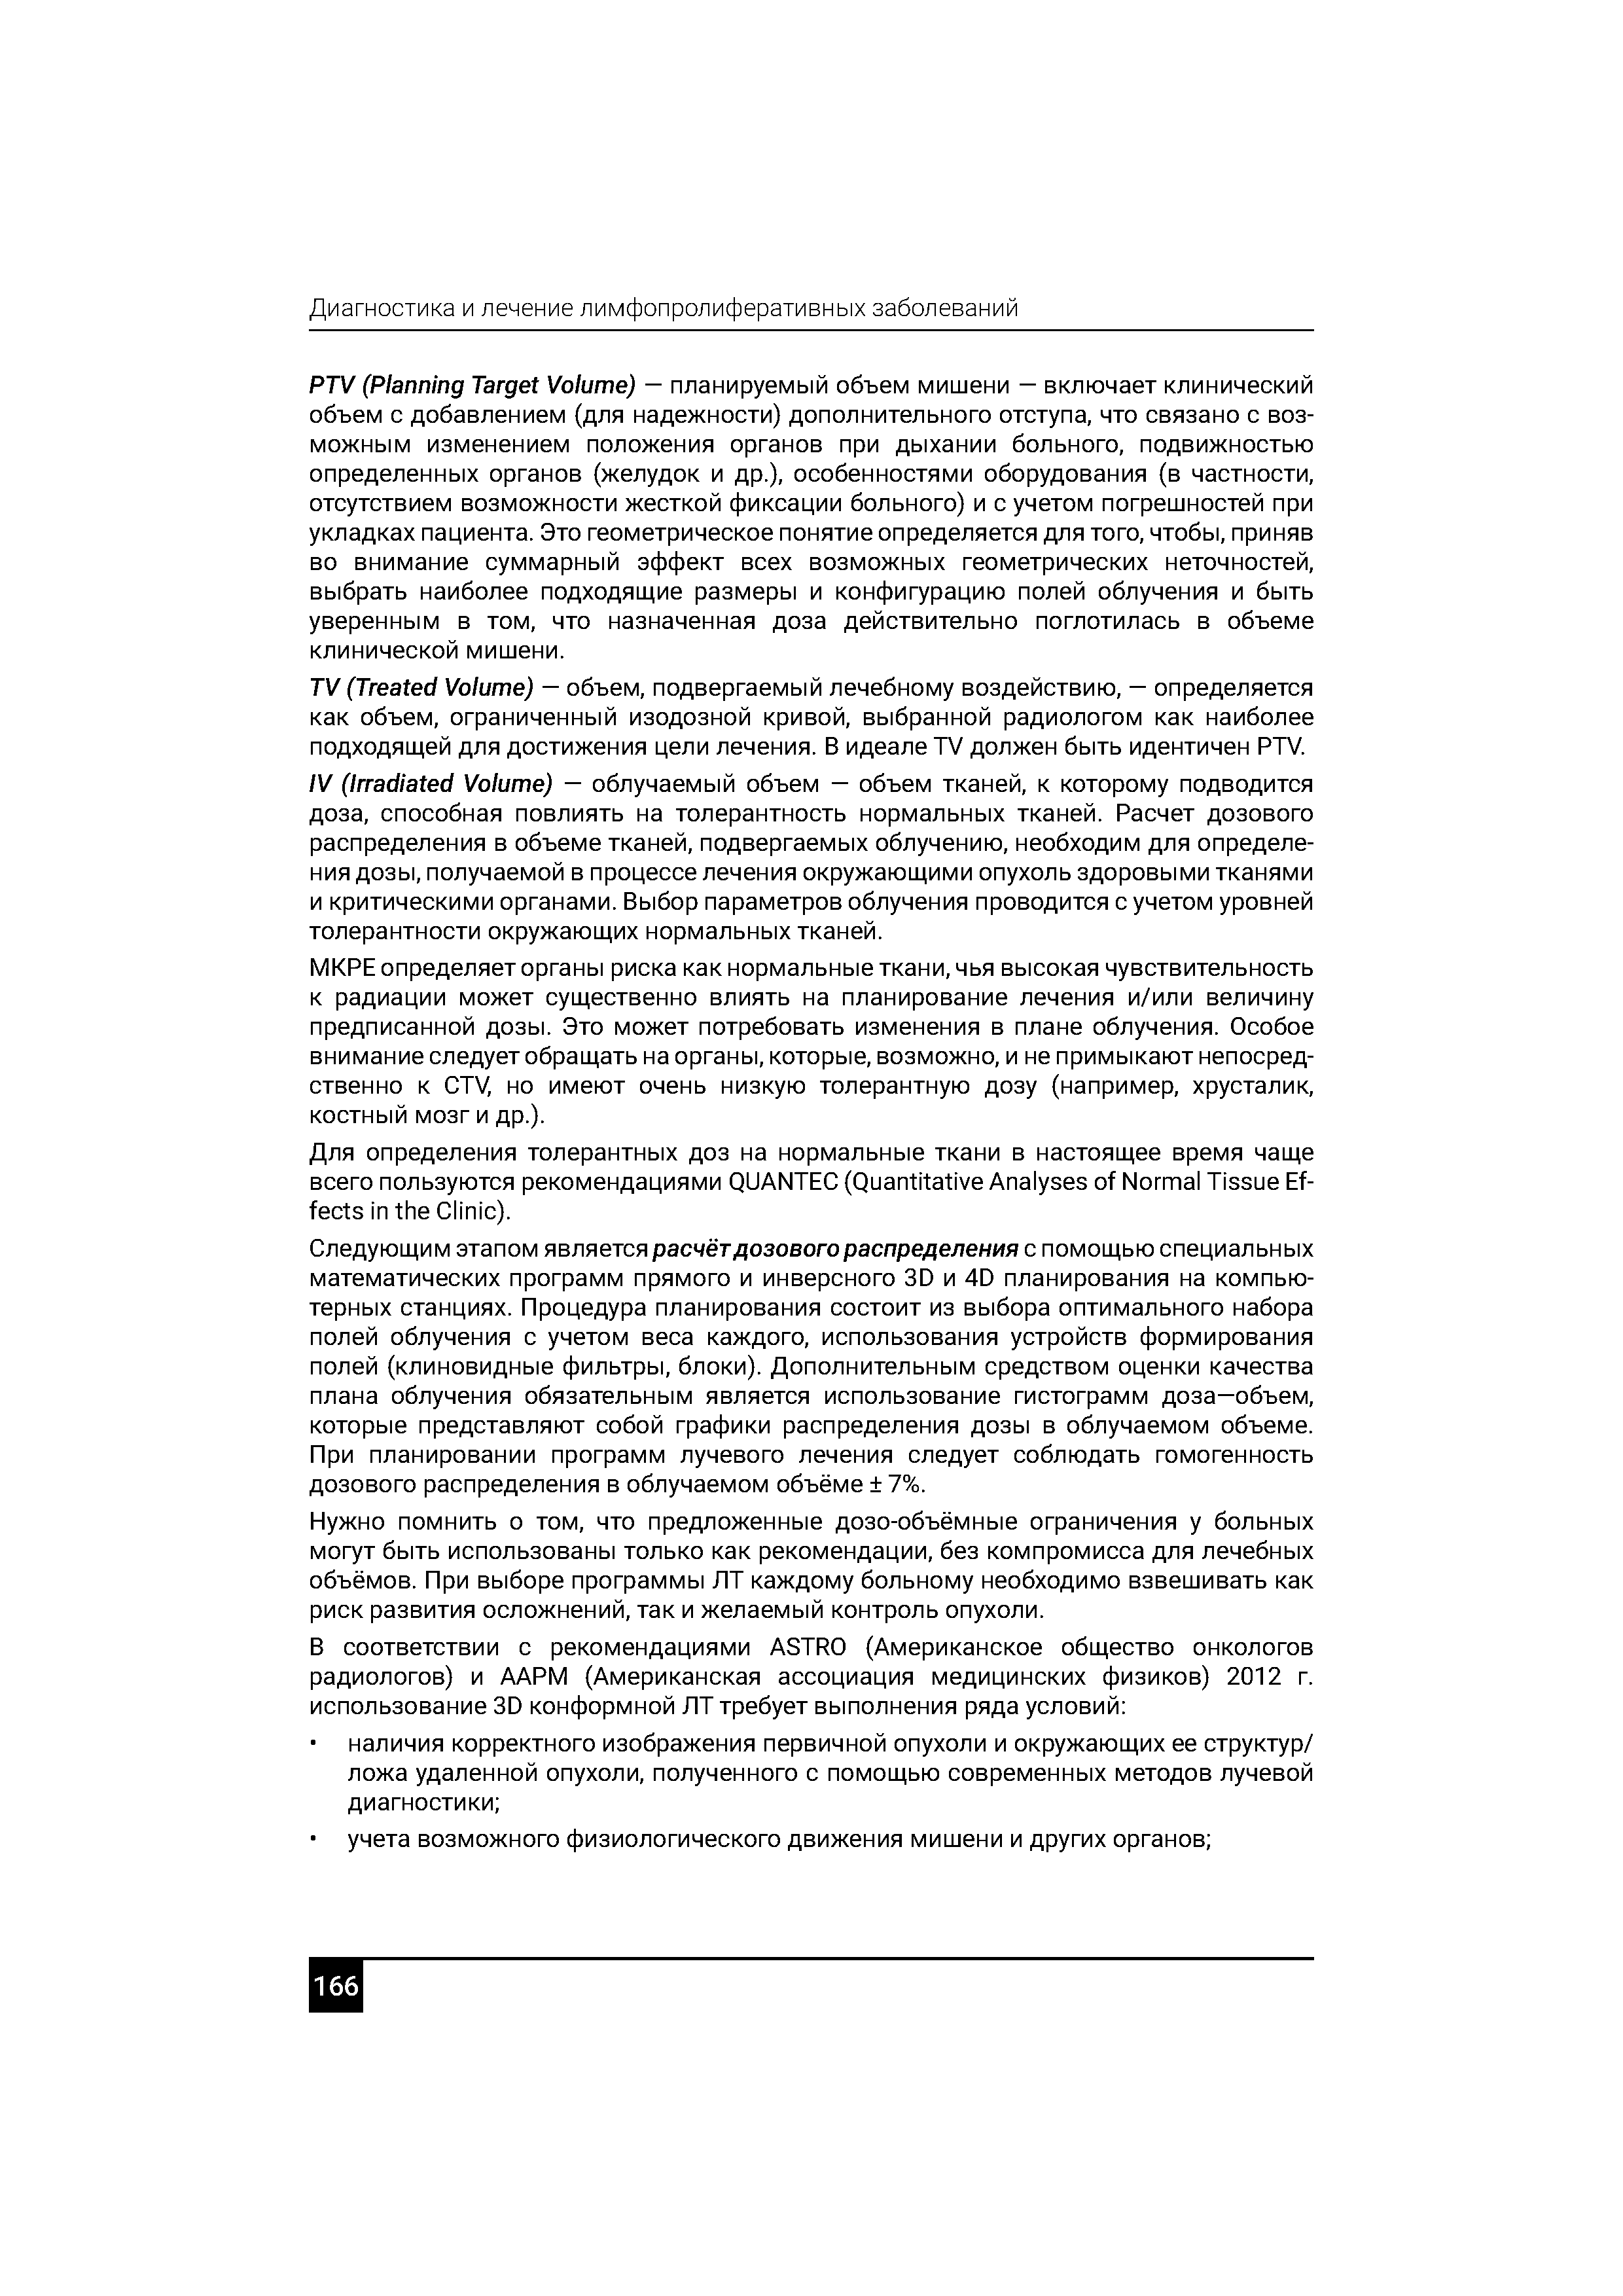 Диагностика и лечение лимфопролиферативных заболеваний
PTV (Planning Target Volume) — планируемый объем мишени — включает клинический
объем с добавлением (для надежности) дополнительного отступа, что связано с воз-
можным изменением положения органов при дыхании больного, подвижностью
определенных органов (желудок и др.), особенностями оборудования (в частности,
отсутствием возможности жесткой фиксации больного) и с учетом погрешностей при
укладках пациента. Это геометрическое понятие определяется для того, чтобы, приняв
во внимание суммарный эффект всех возможных геометрических неточностей,
выбрать наиболее подходящие размеры и конфигурацию полей облучения и быть
уверенным в том, что назначенная доза действительно поглотилась в объеме
клинической мишени.
TV (Treated Volume) — объем, подвергаемый лечебному воздействию, — определяется
как объем, ограниченный изодозной кривой, выбранной радиологом как наиболее
подходящей для достижения цели лечения. В идеале TV должен быть идентичен PTV.
IV (Irradiated Volume) — облучаемый объем — объем тканей, к которому подводится
доза, способная повлиять на толерантность нормальных тканей. Расчет дозового
распределения в объеме тканей, подвергаемых облучению, необходим для определе-
ния дозы, получаемой в процессе лечения окружающими опухоль здоровыми тканями
и критическими органами. Выбор параметров облучения проводится с учетом уровней
толерантности окружающих нормальных тканей.
МКРЕ определяет органы риска как нормальные ткани, чья высокая чувствительность
к радиации может существенно влиять на планирование лечения и/или величину
предписанной дозы. Это может потребовать изменения в плане облучения. Особое
внимание следует обращать на органы, которые, возможно, и не примыкают непосред-
ственно к CTV, но имеют очень низкую толерантную дозу (например, хрусталик,
костный мозг и др.).
Для определения толерантных доз на нормальные ткани в настоящее время чаще
всего пользуются рекомендациями QUANTEC (Quantitative Analyses of Normal Tissue Ef-
fects in the Clinic).
Следующим этапом является расчёт дозового распределения с помощью специальных
математических программ прямого и инверсного 3D и 4D планирования на компью-
терных станциях. Процедура планирования состоит из выбора оптимального набора
полей облучения с учетом веса каждого, использования устройств формирования
полей (клиновидные фильтры, блоки). Дополнительным средством оценки качества
плана облучения обязательным является использование гистограмм доза—объем,
которые представляют собой графики распределения дозы в облучаемом объеме.
При планировании программ лучевого лечения следует соблюдать гомогенность
дозового распределения в облучаемом объёме ± 7%.
Нужно помнить о том, что предложенные дозо-объёмные ограничения у больных
могут быть использованы только как рекомендации, без компромисса для лечебных
объёмов. При выборе программы ЛТ каждому больному необходимо взвешивать как
риск развития осложнений, так и желаемый контроль опухоли.
В соответствии с рекомендациями ASTRO (Американское общество онкологов
радиологов) и AAPM (Американская ассоциация медицинских физиков) 2012 г.
использование 3D конформной ЛТ требует выполнения ряда условий:
• наличия корректного изображения первичной опухоли и окружающих ее структур/
ложа удаленной опухоли, полученного с помощью современных методов лучевой
диагностики;
• учета возможного физиологического движения мишени и других органов;
166